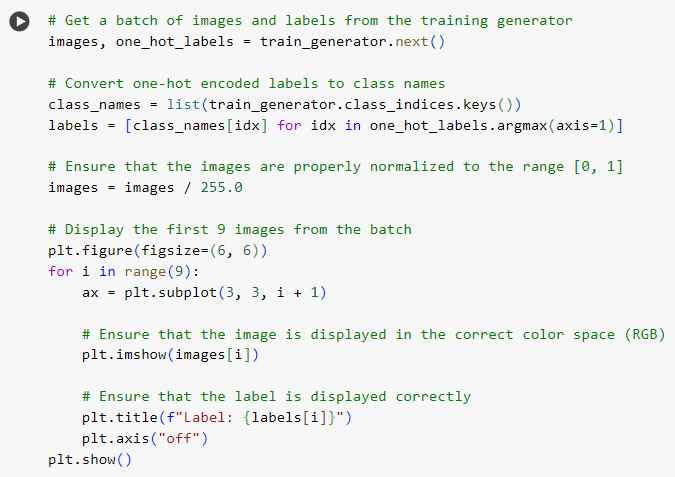 # Get a batch of images and labels from the training generator
images, one_hot_labels = train_generator.next()
# Convert one-hot encoded labels to class names
class_names = list(train_generator.class_indices.keys())
labels = [class_names[idx] for idx in one_hot_labels.argmax(axis=1)]
# Ensure that the images are properly normalized to the range [0, 1]
images = images / 255.0
# Display the first 9 images from the batch
plt.figure(figsize=(6, 6))
for i in range(9):
    ax = plt.subplot(3, 3, i + 1)
    # Ensure that the image is displayed in the correct color space (RGB)
    plt.imshow(images[i])
    # Ensure that the label is displayed correctly
    plt.title(f"Label: {labels[i]}")
    plt.axis("off")
plt.show()